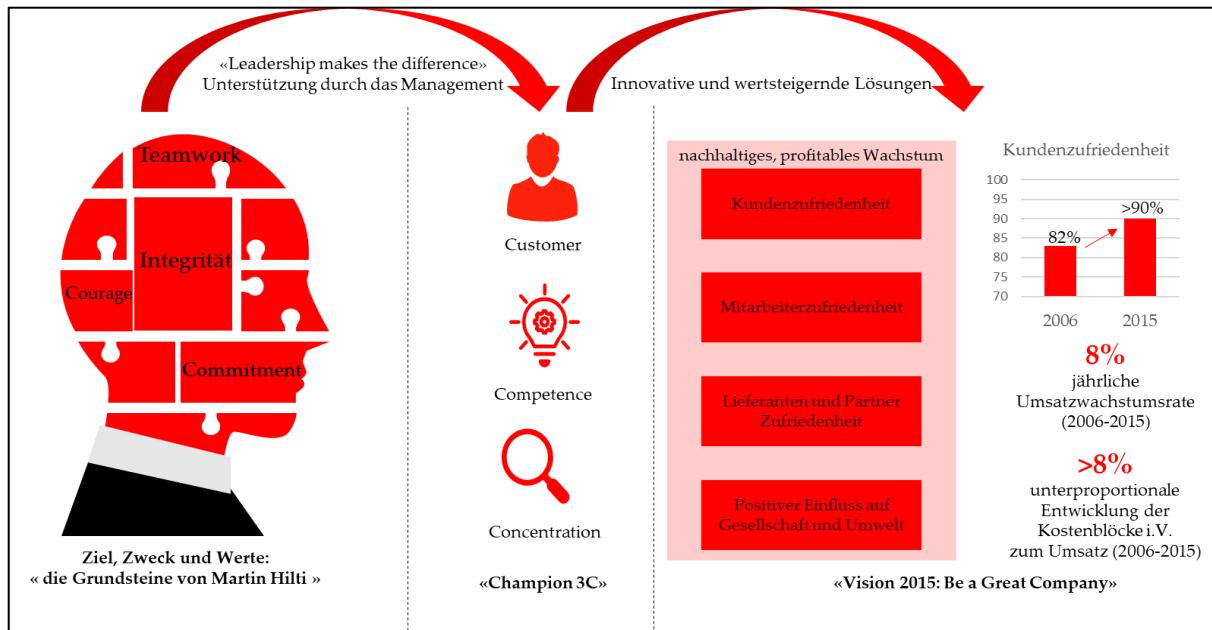 «Leadership makes the difference»
Unterstützung durch das Management
Innovative und wertsteigernde Lösungen
Teamwork
Integrität
Courage
Commitment
Ziel, Zweck und Werte:
« die Grundsteine von Martin Hilti »
Customer
Competence
Concentration
«Champion 3C»
nachhaltiges, profitables Wachstum
Kundenzufriedenheit
Mitarbeiterzufriedenheit
Lieferanten und Partner
Zufriedenheit
Positiver Einfluss auf
Gesellschaft und Umwelt
Kundenzufriedenheit
100
95
90
85
80
75
70
82%
>90%
2006
2015
8%
jährliche
Umsatzwachstumsrate
(2006-2015)
>8%
unterproportionale
Entwicklung der
Kostenblöcke i.V.
zum Umsatz (2006-2015)
«Vision 2015: Be a Great Company»